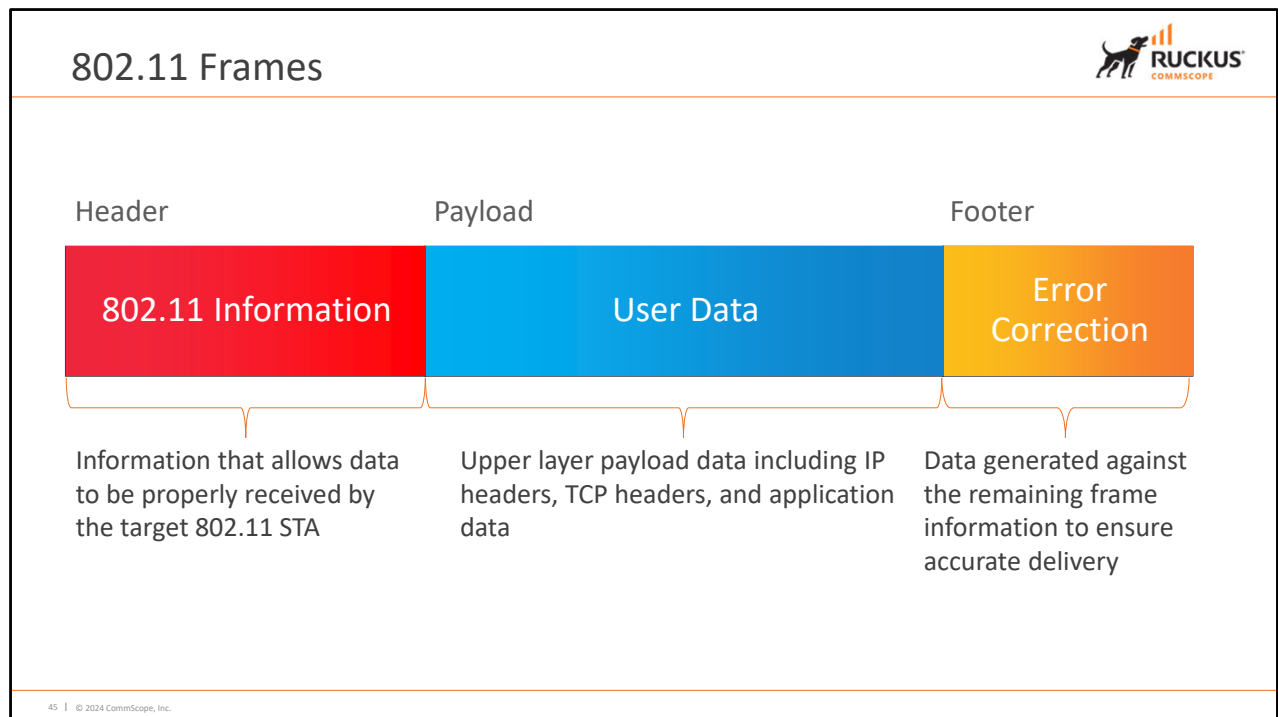 802.11 Frames
RUCKUS
COMMSCOPE
Header
Payload
Footer
802.11 Information
User Data
Error
Correction
Information that allows data
to be properly received by
the target 802.11 STA
Upper layer payload data including IP
headers, TCP headers, and application
data
Data generated against
the remaining frame
information to ensure
accurate delivery
45 | © 2024 CommScope, Inc.